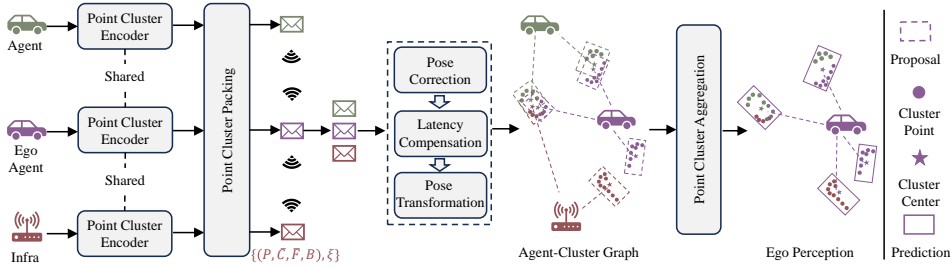 Agent
Point Cluster
Encoder
Shared
Ego
Agent
Point Cluster
Encoder
Shared
Infra
Point Cluster
Encoder
Point Cluster Packing
{(P, C, F, B), ξ}
Pose
Correction
Latency
Compensation
Pose
Transformation
Agent-Cluster Graph
Point Cluster Aggregation
Ego Perception
Proposal
Cluster
Point
Cluster
Center
Prediction